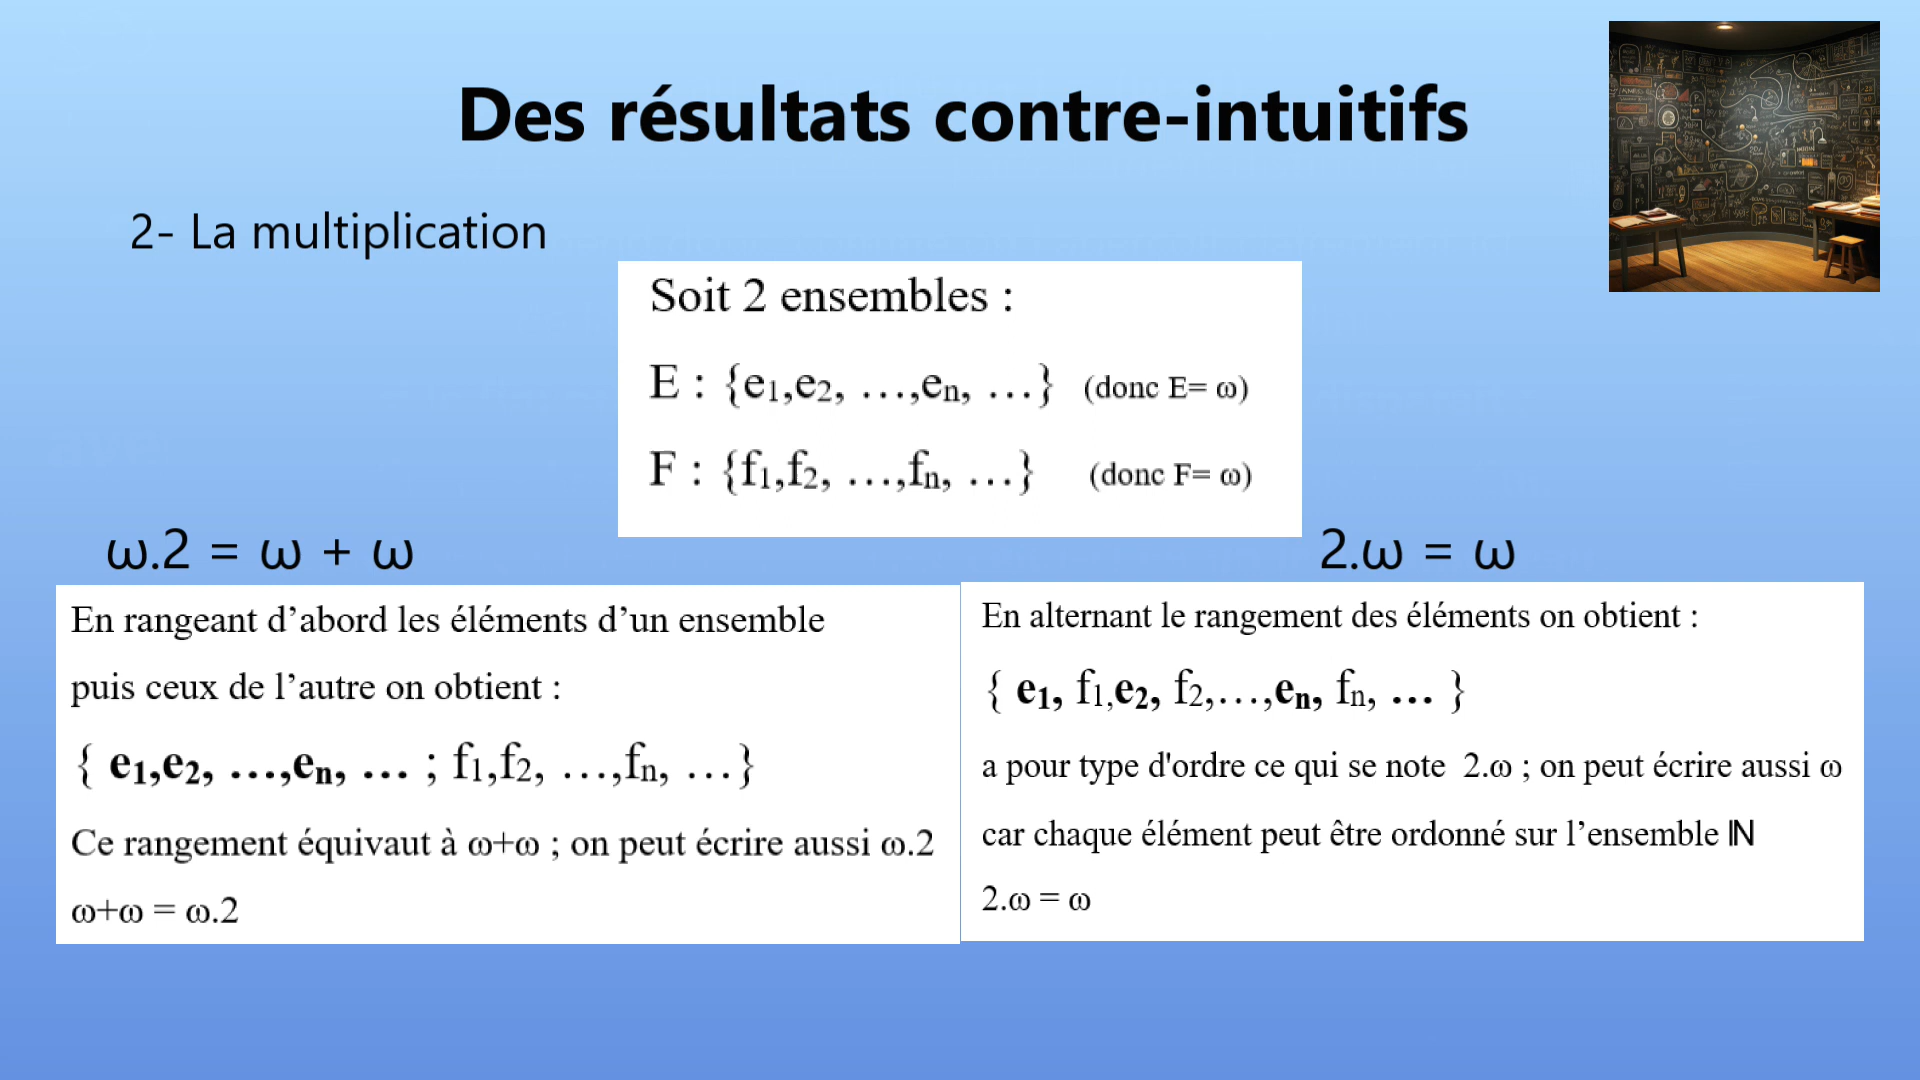 Des résultats contre-intuitifs
2- La multiplication
Soit 2 ensembles :
E : {e₁,e₂, …,eₙ, …} (donc E= ω)
F : {f₁,f₂, …,fₙ, …} (donc F= ω)
ω.2 = ω + ω
En rangeant d’abord les éléments d’un ensemble
puis ceux de l’autre on obtient :
{ e₁,e₂, …,eₙ, … ; f₁,f₂, …,fₙ, …}
Ce rangement équivaut à ω+ω ; on peut écrire aussi ω.2
ω+ω = ω.2
2.ω = ω
En alternant le rangement des éléments on obtient :
{ e₁, f₁,e₂, f₂,…,eₙ, fₙ, … }
a pour type d'ordre ce qui se note 2.ω ; on peut écrire aussi ω
car chaque élément peut être ordonné sur l’ensemble ℕ
2.ω = ω